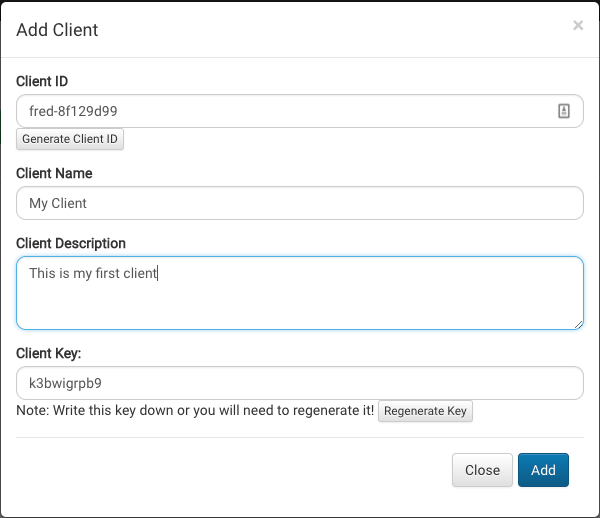 Add Client ×
Client ID
fred-8f129d99
Generate Client ID
Client Name
My Client
Client Description
This is my first client
Client Key:
k3bwigrpb9
Note: Write this key down or you will need to regenerate it! Regenerate Key
Close Add